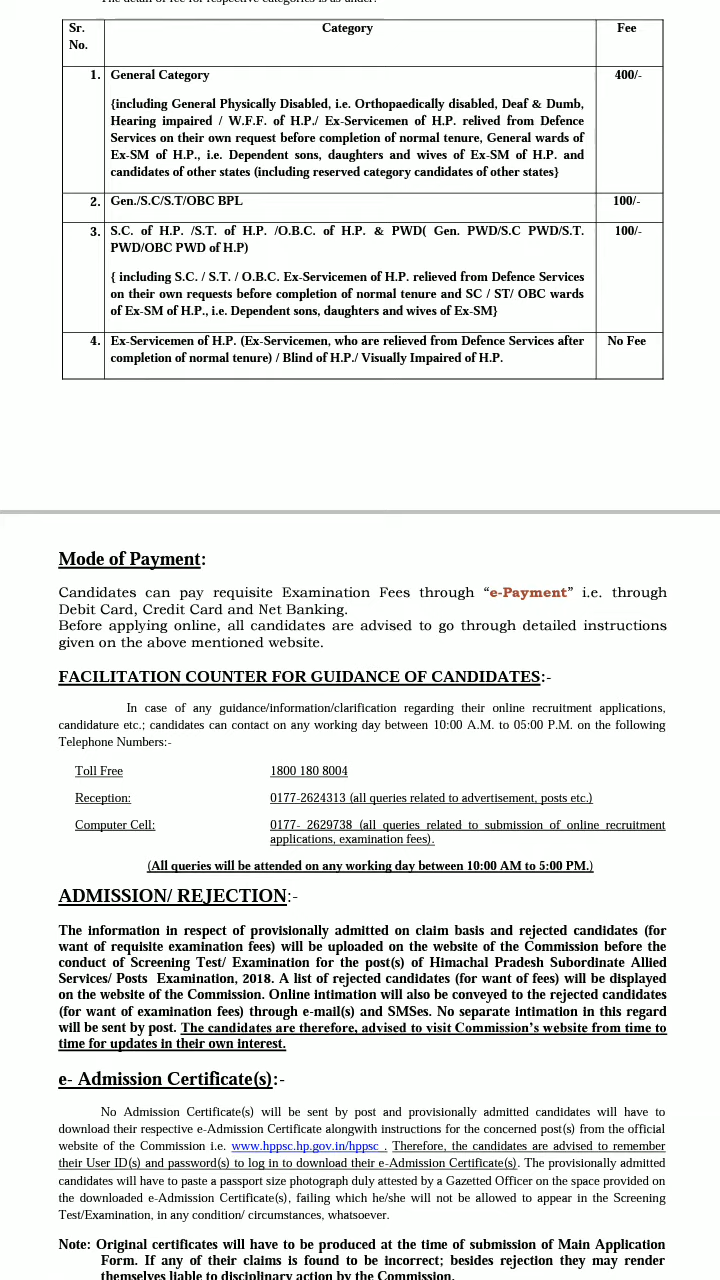 The detail of fee for respective categories is as under:
Sr. No. Category Fee
1. General Category 400/-
{including General Physically Disabled, i.e. Orthopaedically disabled, Deaf & Dumb,
Hearing impaired / W.F.F. of H.P./ Ex-Servicemen of H.P. relived from Defence
Services on their own request before completion of normal tenure, General wards of
Ex-SM of H.P., i.e. Dependent sons, daughters and wives of Ex-SM of H.P. and
candidates of other states (including reserved category candidates of other states}
2. Gen./S.C/S.T/OBC BPL 100/-
3. S.C. of H.P. /S.T. of H.P. /O.B.C. of H.P. & PWD( Gen. PWD/S.C PWD/S.T. 100/-
PWD/OBC PWD of H.P)
{ including S.C. / S.T. / O.B.C. Ex-Servicemen of H.P. relieved from Defence Services
on their own requests before completion of normal tenure and SC / ST/ OBC wards
of Ex-SM of H.P., i.e. Dependent sons, daughters and wives of Ex-SM}
4. Ex-Servicemen of H.P. (Ex-Servicemen, who are relieved from Defence Services after No Fee
completion of normal tenure) / Blind of H.P./ Visually Impaired of H.P.
Mode of Payment:
Candidates can pay requisite Examination Fees through “e-Payment” i.e. through
Debit Card, Credit Card and Net Banking.
Before applying online, all candidates are advised to go through detailed instructions
given on the above mentioned website.
FACILITATION COUNTER FOR GUIDANCE OF CANDIDATES:-
In case of any guidance/information/clarification regarding their online recruitment applications,
candidature etc.; candidates can contact on any working day between 10:00 A.M. to 05:00 P.M. on the following
Telephone Numbers:-
Toll Free 1800 180 8004
Reception: 0177-2624313 (all queries related to advertisement, posts etc.)
Computer Cell: 0177- 2629738 (all queries related to submission of online recruitment
applications, examination fees).
(All queries will be attended on any working day between 10:00 AM to 5:00 PM.)
ADMISSION/ REJECTION:-
The information in respect of provisionally admitted on claim basis and rejected candidates (for
want of requisite examination fees) will be uploaded on the website of the Commission before the
conduct of Screening Test/ Examination for the post(s) of Himachal Pradesh Subordinate Allied
Services/ Posts Examination, 2018. A list of rejected candidates (for want of fees) will be displayed
on the website of the Commission. Online intimation will also be conveyed to the rejected candidates
(for want of examination fees) through e-mail(s) and SMSes. No separate intimation in this regard
will be sent by post. The candidates are therefore, advised to visit Commission's website from time to
time for updates in their own interest.
e- Admission Certificate(s):-
No Admission Certificate(s) will be sent by post and provisionally admitted candidates will have to
download their respective e-Admission Certificate alongwith instructions for the concerned post(s) from the official
website of the Commission i.e. www.hppsc.hp.gov.in/hppsc . Therefore, the candidates are advised to remember
their User ID(s) and password(s) to log in to download their e-Admission Certificate(s). The provisionally admitted
candidates will have to paste a passport size photograph duly attested by a Gazetted Officer on the space provided on
the downloaded e-Admission Certificate(s), failing which he/she will not be allowed to appear in the Screening
Test/Examination, in any condition/ circumstances, whatsoever.
Note: Original certificates will have to be produced at the time of submission of Main Application
Form. If any of their claims is found to be incorrect; besides rejection they may render
themselves liable to disciplinary action by the Commission.